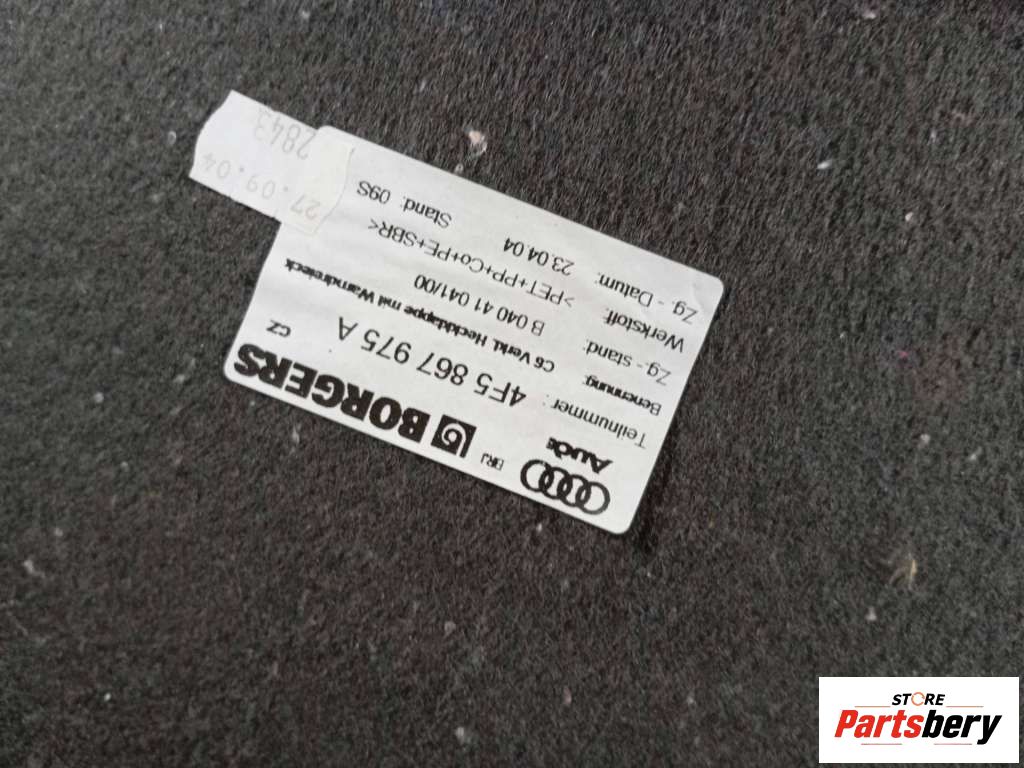 Audi
BRJ
BORGERS
CZ
Teilnummer: 4F5 867 975 A
Benennung: C6 Verkl. Heckklappe mit Warndreieck
Zg - stand: B 040 41 041/00
Werkstoff: >PET+PP+Co+PE+SBR<
Zg. - Datum: 23.04.04 Stand: 09S
27.09.04
2843
STORE
Partsbery